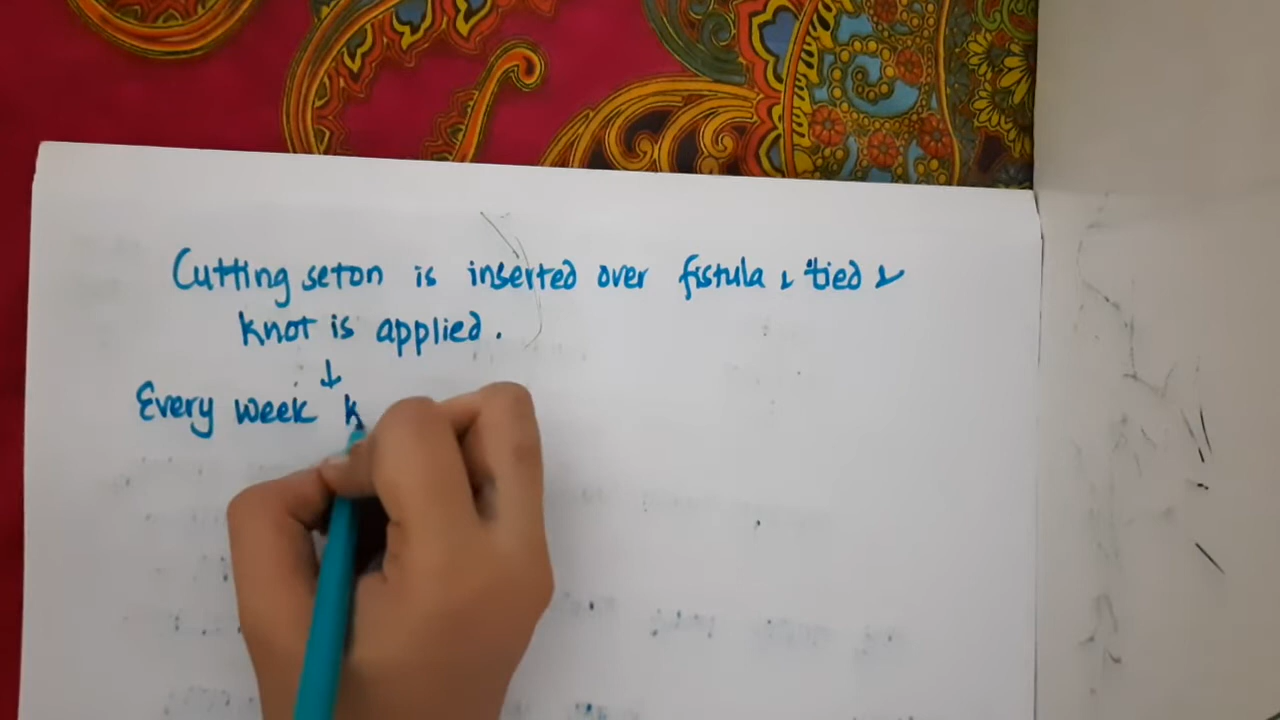 Cutting seton is inserted over fistula & tied &
knot is applied.
↓
Every week k